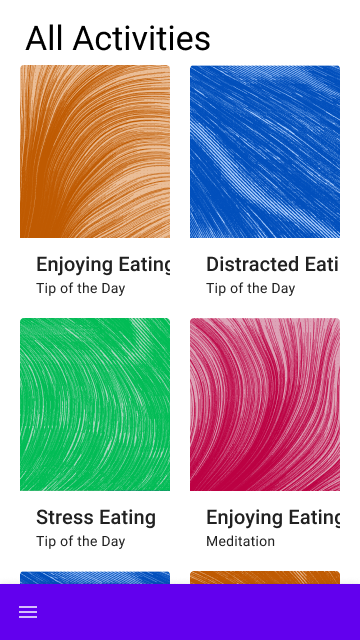 All Activities
Enjoying Eating
Tip of the Day
Distracted Eati
Tip of the Day
Stress Eating
Tip of the Day
Enjoying Eating
Meditation